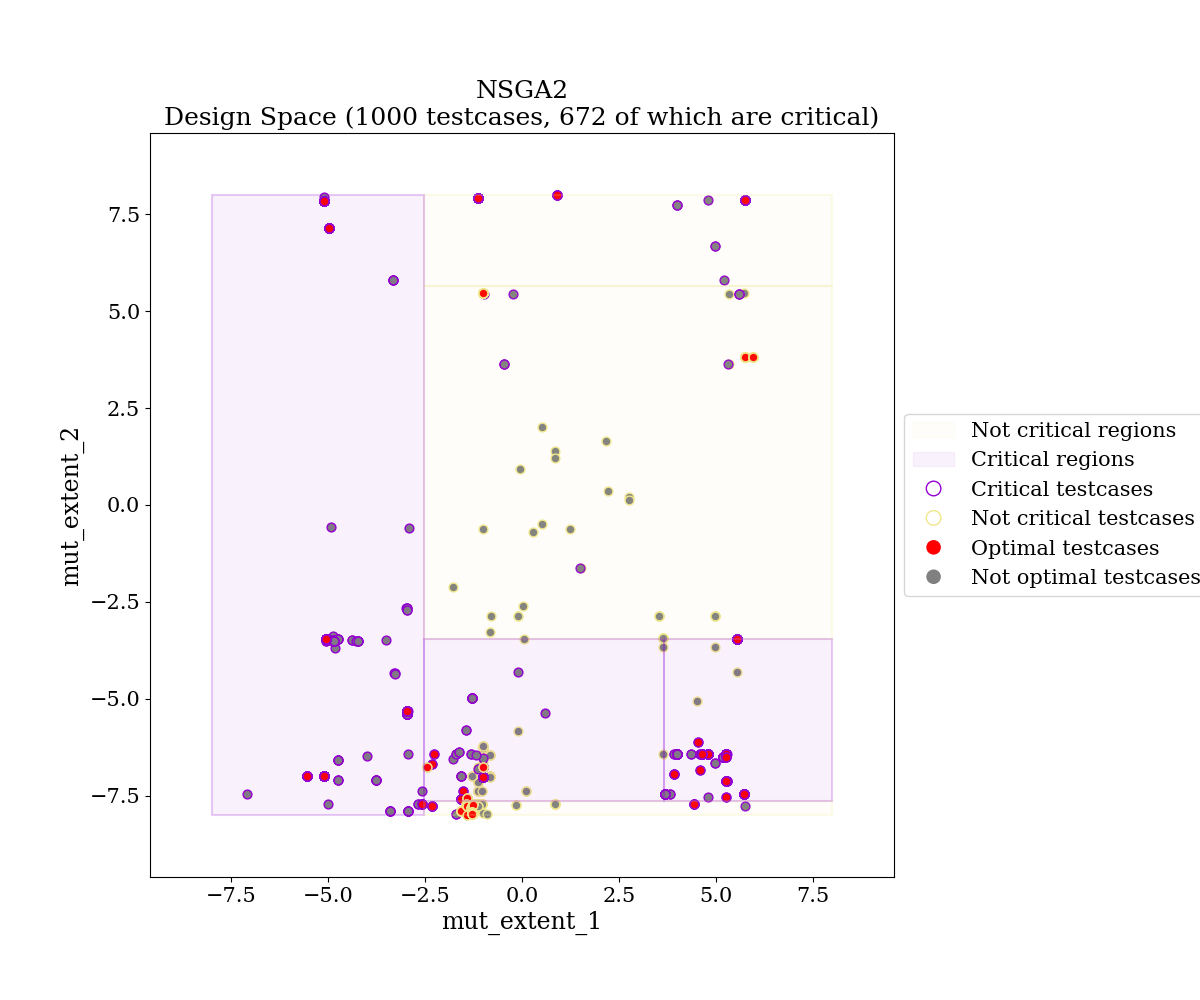 NSGA2
Design Space (1000 testcases, 672 of which are critical)
7.5
5.0
2.5
0.0
−2.5
−5.0
−7.5
mut_extent_2
−7.5 −5.0 −2.5 0.0 2.5 5.0 7.5
mut_extent_1
Not critical regions
Critical regions
Critical testcases
Not critical testcases
Optimal testcases
Not optimal testcases